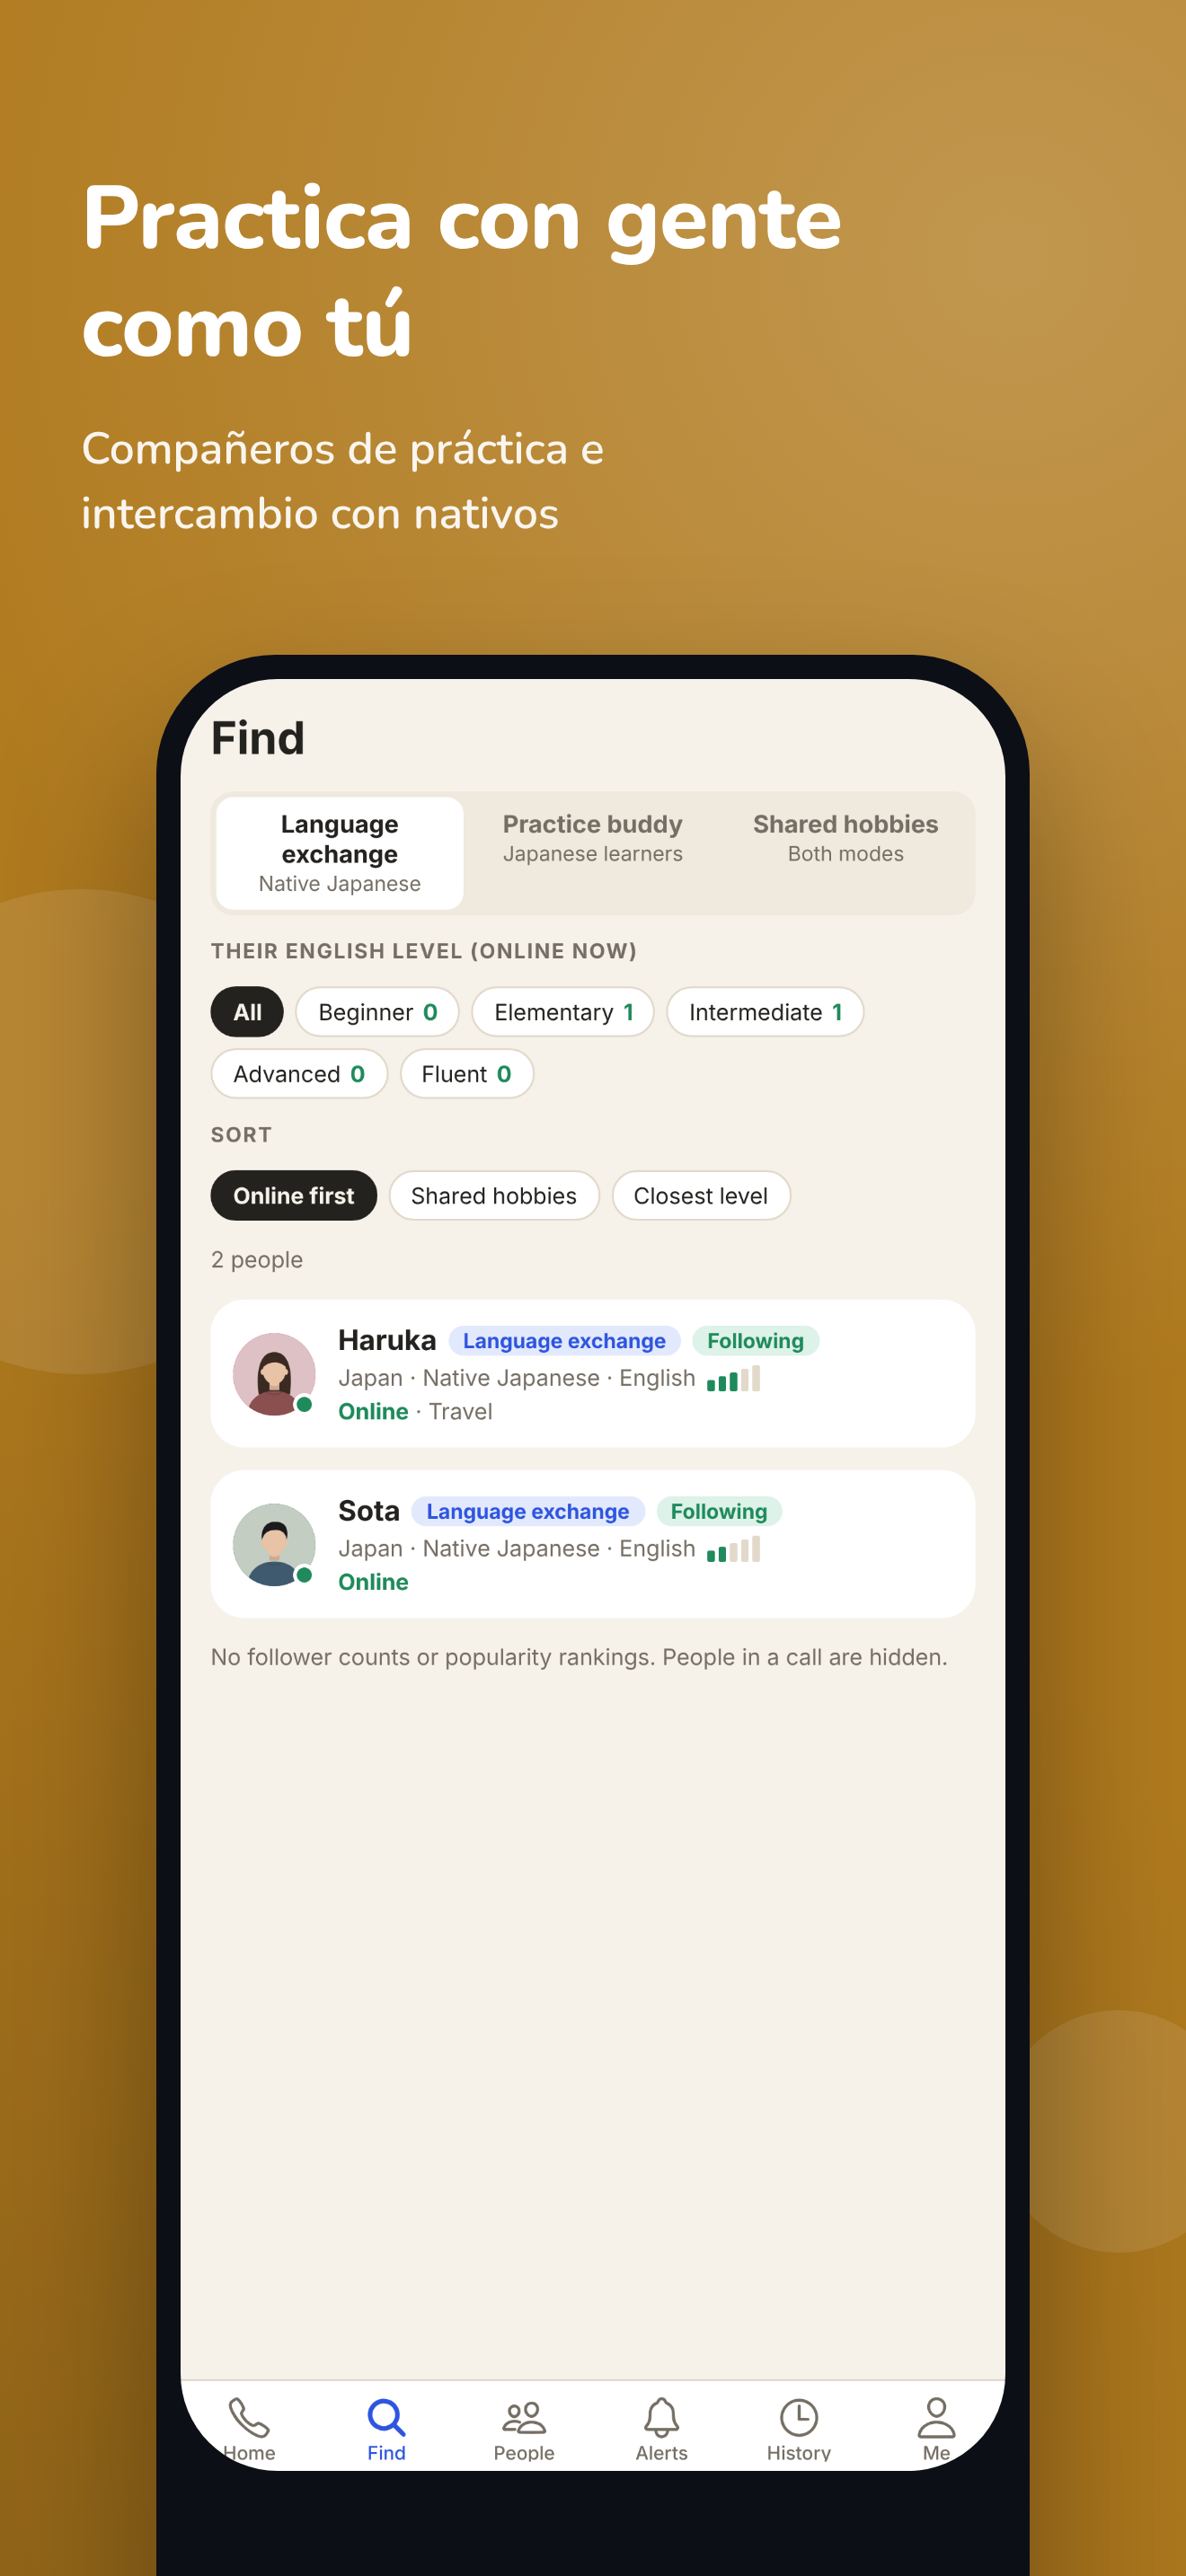 Practica con gente
como tú
Compañeros de práctica e
intercambio con nativos
Find
Language
exchange
Native Japanese
Practice buddy
Japanese learners
Shared hobbies
Both modes
THEIR ENGLISH LEVEL (ONLINE NOW)
All
Beginner 0
Elementary 1
Intermediate 1
Advanced 0
Fluent 0
SORT
Online first
Shared hobbies
Closest level
2 people
Haruka Language exchange Following
Japan · Native Japanese · English
Online · Travel
Sota Language exchange Following
Japan · Native Japanese · English
Online
No follower counts or popularity rankings. People in a call are hidden.
Home
Find
People
Alerts
History
Me